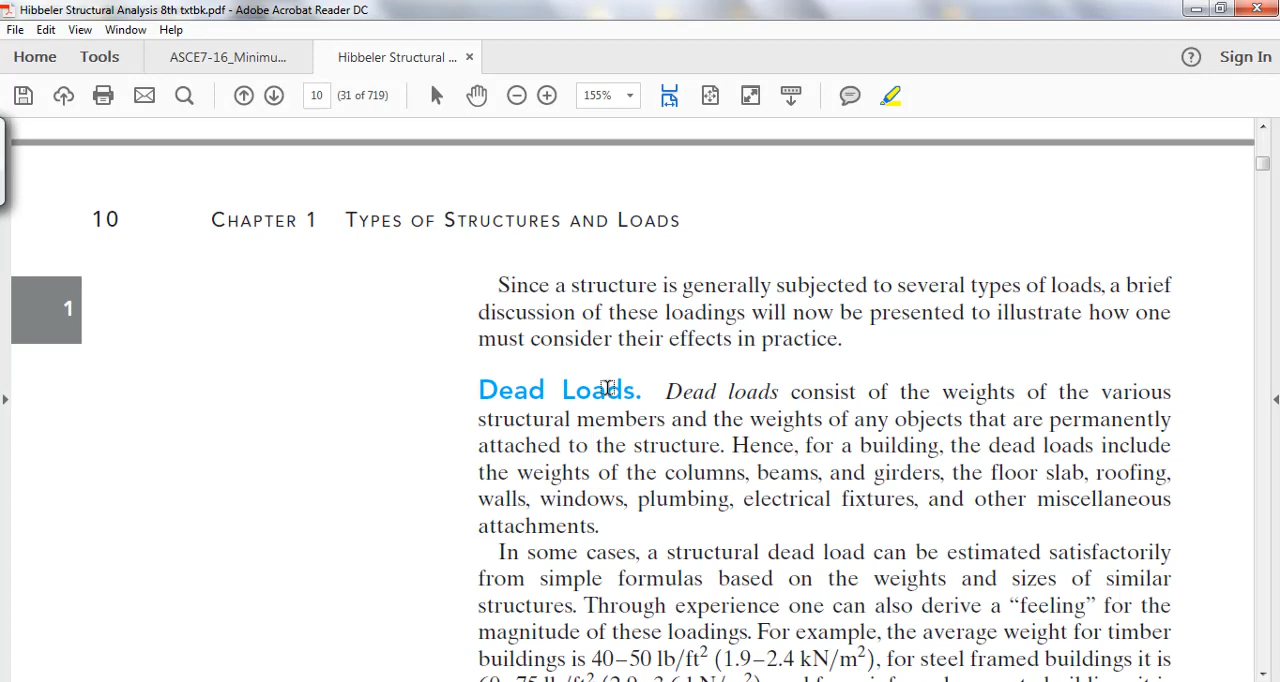 Hibbeler Structural Analysis 8th txtbk.pdf - Adobe Acrobat Reader DC
File Edit View Window Help
Home Tools ASCE7-16_Minimu... Hibbeler Structural ... × Sign In
10 (31 of 719) 155%
10 CHAPTER 1 TYPES OF STRUCTURES AND LOADS
1
Since a structure is generally subjected to several types of loads, a brief
discussion of these loadings will now be presented to illustrate how one
must consider their effects in practice.
Dead Loads. Dead loads consist of the weights of the various
structural members and the weights of any objects that are permanently
attached to the structure. Hence, for a building, the dead loads include
the weights of the columns, beams, and girders, the floor slab, roofing,
walls, windows, plumbing, electrical fixtures, and other miscellaneous
attachments.
In some cases, a structural dead load can be estimated satisfactorily
from simple formulas based on the weights and sizes of similar
structures. Through experience one can also derive a “feeling” for the
magnitude of these loadings. For example, the average weight for timber
buildings is 40–50 lb/ft² (1.9–2.4 kN/m²), for steel framed buildings it is